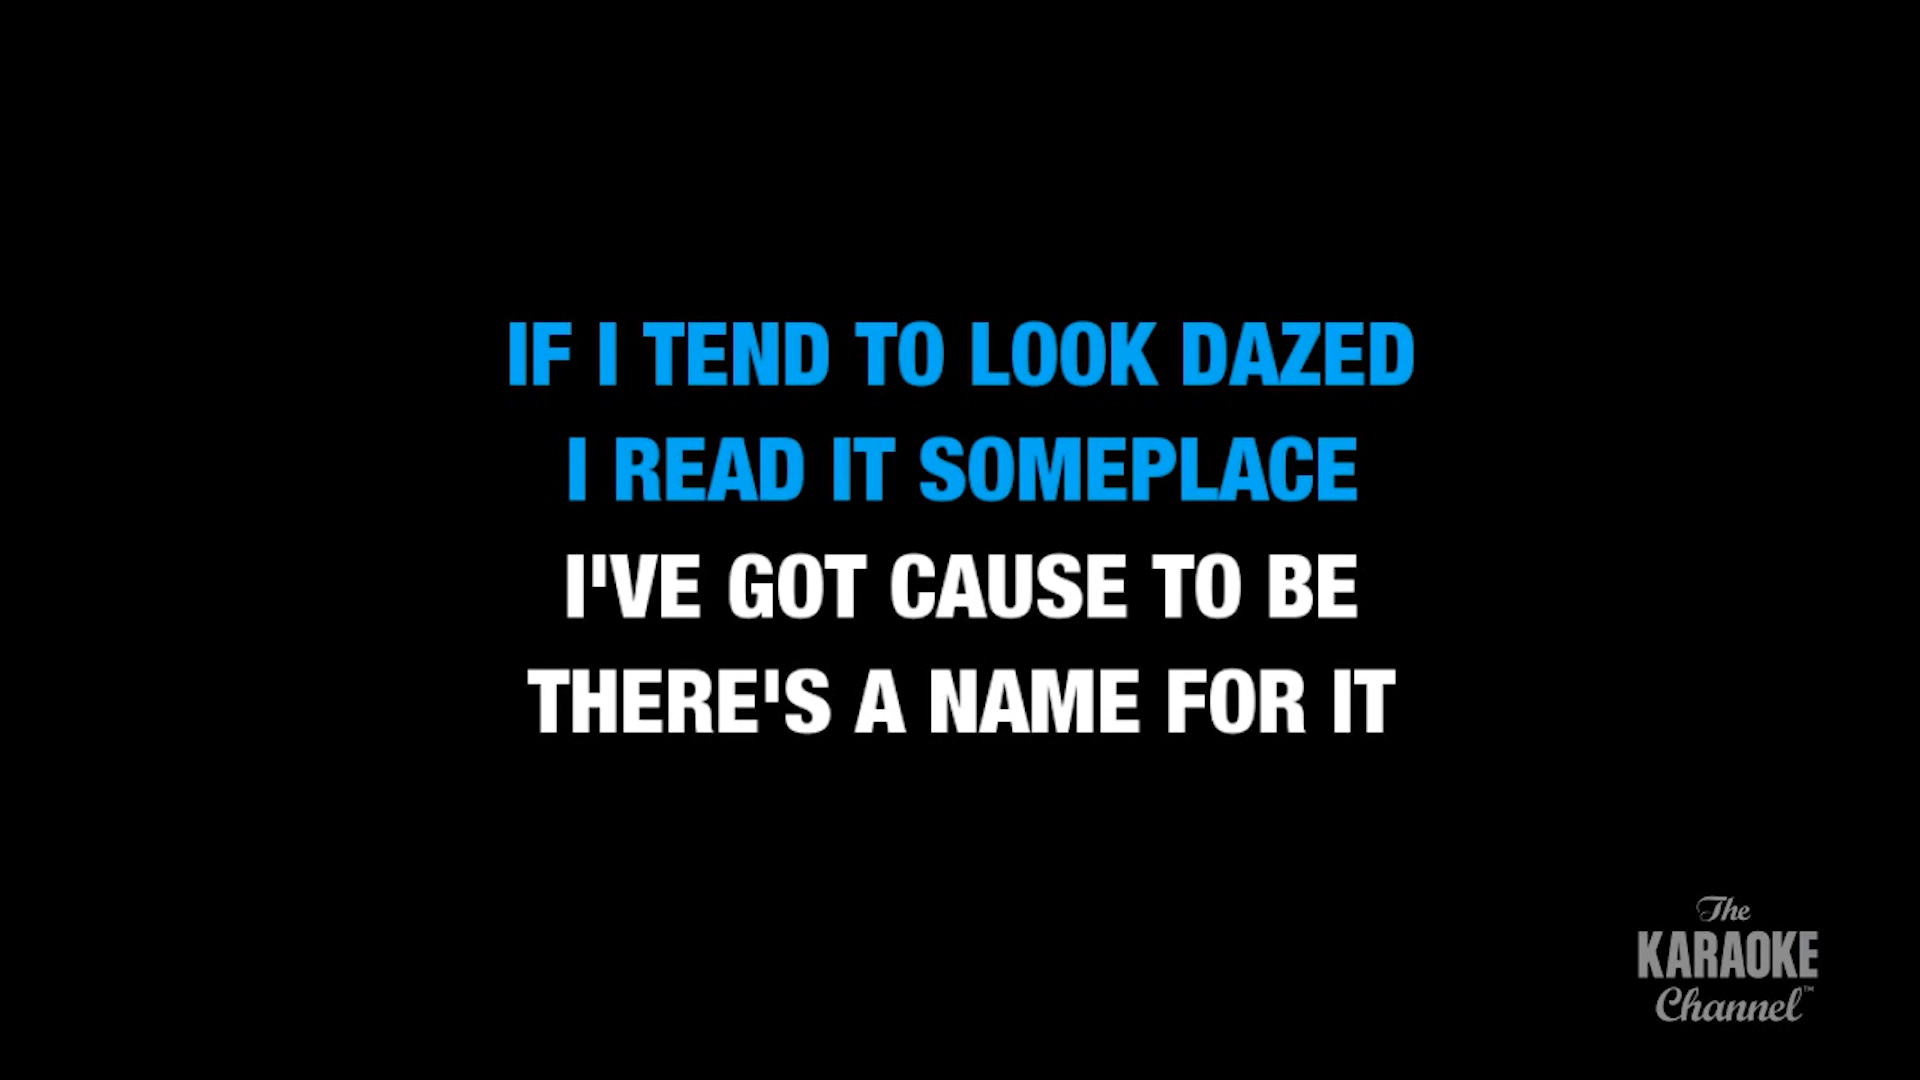 IF I TEND TO LOOK DAZED
I READ IT SOMEPLACE
I'VE GOT CAUSE TO BE
THERE'S A NAME FOR IT
The
KARAOKE
Channel™